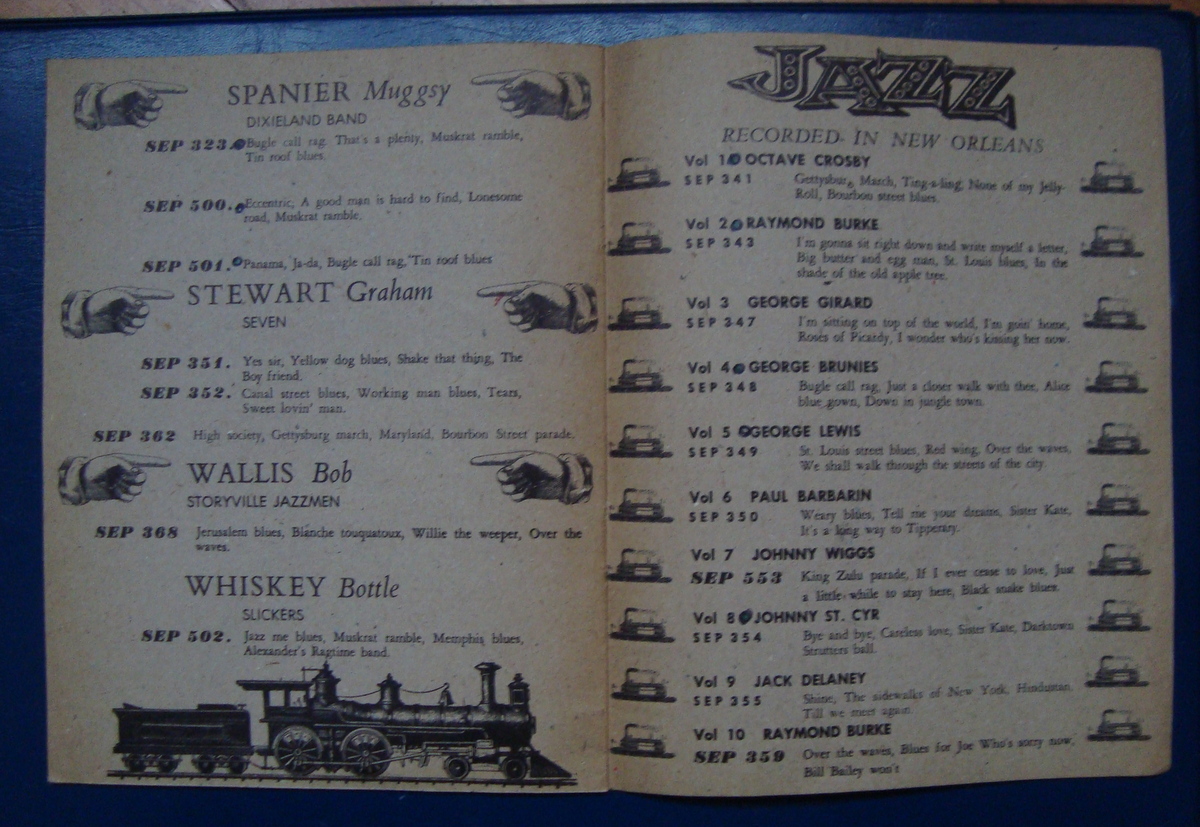 SPANIER Muggsy
DIXIELAND BAND
SEP 323. Bugle call rag. That's a plenty, Muskrat ramble,
Tin roof blues.
SEP 500. Eccentric, A good man is hard to find, Lonesome
road, Muskrat ramble.
SEP 501. Panama, Ja-da, Bugle call rag, Tin roof blues
STEWART Graham
SEVEN
SEP 351. Yes sir, Yellow dog blues, Shake that thing, The
Boy friend.
SEP 352. Canal street blues, Working man blues, Tears,
Sweet lovin' man.
SEP 362 High society, Gettysburg march, Maryland, Bourbon Street parade.
WALLIS Bob
STORYVILLE JAZZMEN
SEP 368 Jerusalem blues, Blanche touquatoux, Willie the weeper, Over the
waves.
WHISKEY Bottle
SLICKERS
SEP 502. Jazz me blues, Muskrat ramble, Memphis blues,
Alexander's Ragtime band.
JAZZ
RECORDED IN NEW ORLEANS
Vol 1 OCTAVE CROSBY
SEP 341 Gettysburg March, Ting-a-ling, None of my Jelly-
Roll, Bourbon street blues.
Vol 2 RAYMOND BURKE
SEP 343 I'm gonna sit right down and write myself a letter,
Big butter and egg man, St. Louis blues, In the
shade of the old apple tree.
Vol 3 GEORGE GIRARD
SEP 347 I'm sitting on top of the world, I'm goin' home,
Roses of Picardy, I wonder who's kissing her now.
Vol 4 GEORGE BRUNIES
SEP 348 Bugle call rag, Just a closer walk with thee, Alice
blue gown, Down in jungle town.
Vol 5 GEORGE LEWIS
SEP 349 St. Louis street blues, Red wing, Over the waves,
We shall walk through the streets of the city.
Vol 6 PAUL BARBARIN
SEP 350 Weary blues, Tell me your dreams, Sister Kate,
It's a long way to Tipperary.
Vol 7 JOHNNY WIGGS
SEP 553 King Zulu parade, If I ever cease to love, Just
a little while to stay here, Black snake blues.
Vol 8 JOHNNY ST. CYR
SEP 354 Bye and bye, Careless love, Sister Kate, Darktown
Strutters ball.
Vol 9 JACK DELANEY
SEP 355 Shine, The sidewalks of New York, Hindustan,
Till we meet again.
Vol 10 RAYMOND BURKE
SEP 359 Over the waves, Blues for Joe Who's sorry now,
Bill Bailey won't